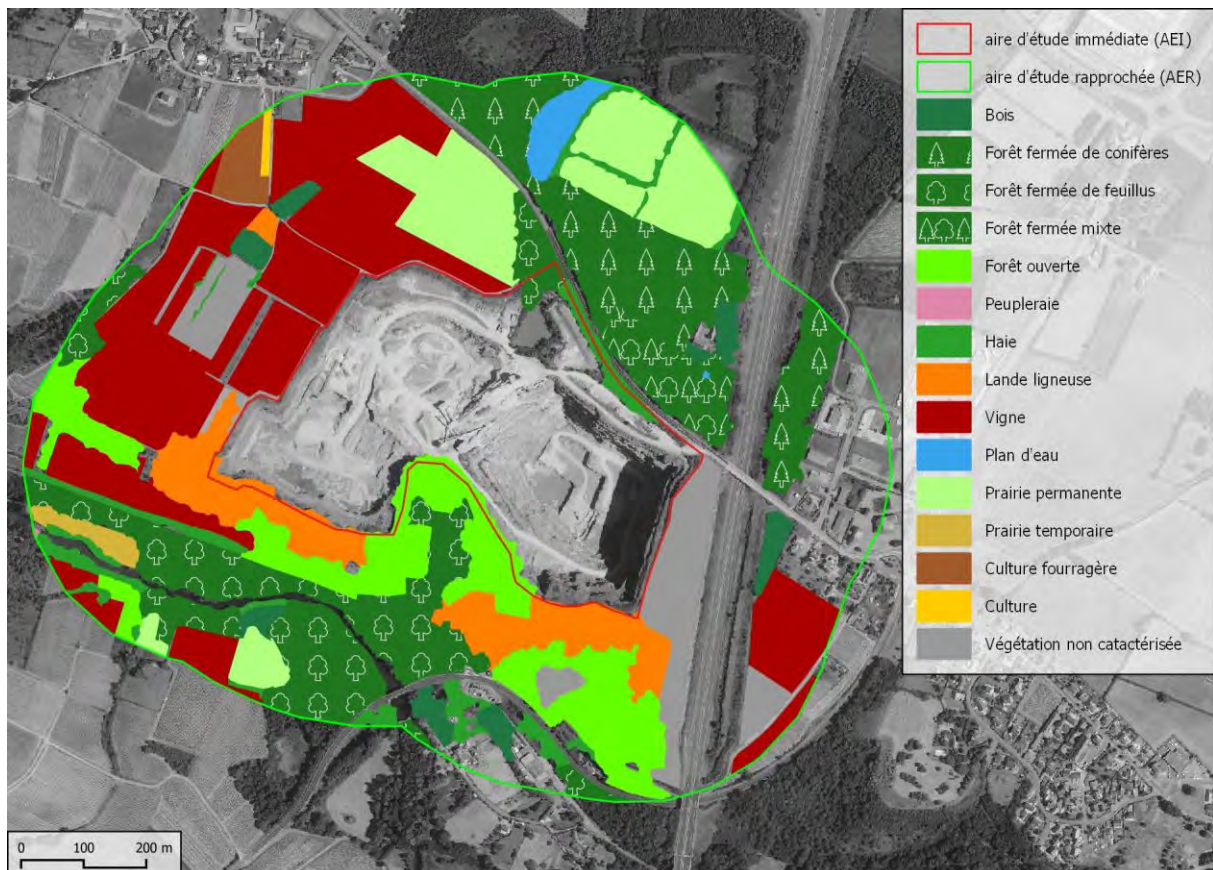 aire d'étude immédiate (AEI)
aire d'étude rapprochée (AER)
Bois
Forêt fermée de conifères
Forêt fermée de feuillus
Forêt fermée mixte
Forêt ouverte
Peupleraie
Haie
Lande ligneuse
Vigne
Plan d'eau
Prairie permanente
Prairie temporaire
Culture fourragère
Culture
Végétation non catactérisée
0 100 200 m